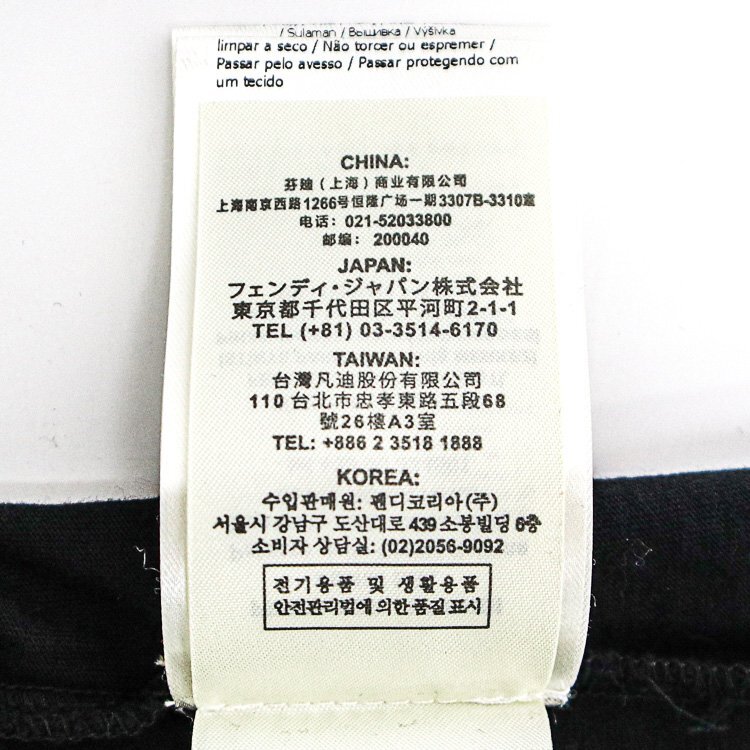 / Sulaman / Вышивка / Výšivka /
limpar a seco / Não torcer ou espremer /
Passar pelo avesso / Passar protegendo com
um tecido
CHINA:
芬迪（上海）商业有限公司
上海南京西路1266号恒隆广场一期3307B-3310室
电话： 021-52033800
邮编： 200040
JAPAN:
フェンディ・ジャパン株式会社
東京都千代田区平河町2-1-1
TEL (+81) 03-3514-6170
TAIWAN:
台灣凡迪股份有限公司
110 台北市忠孝東路五段68
號26樓A3室
TEL: +886 2 3518 1888
KOREA:
수입판매원: 펜디코리아(주)
서울시 강남구 도산대로 439 소봉빌딩 6층
소비자 상담실: (02)2056-9092
전기용품 및 생활용품
안전관리법에 의한 품질 표시